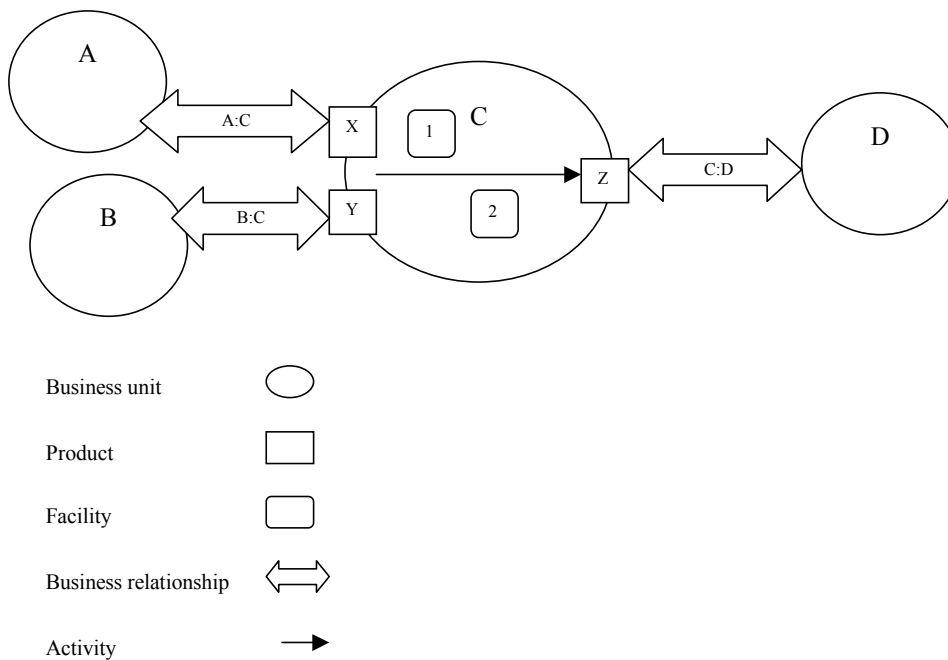 A
A:C
X
1
C
D
Z
C:D
B
B:C
Y
2
Business unit
Product
Facility
Business relationship
Activity